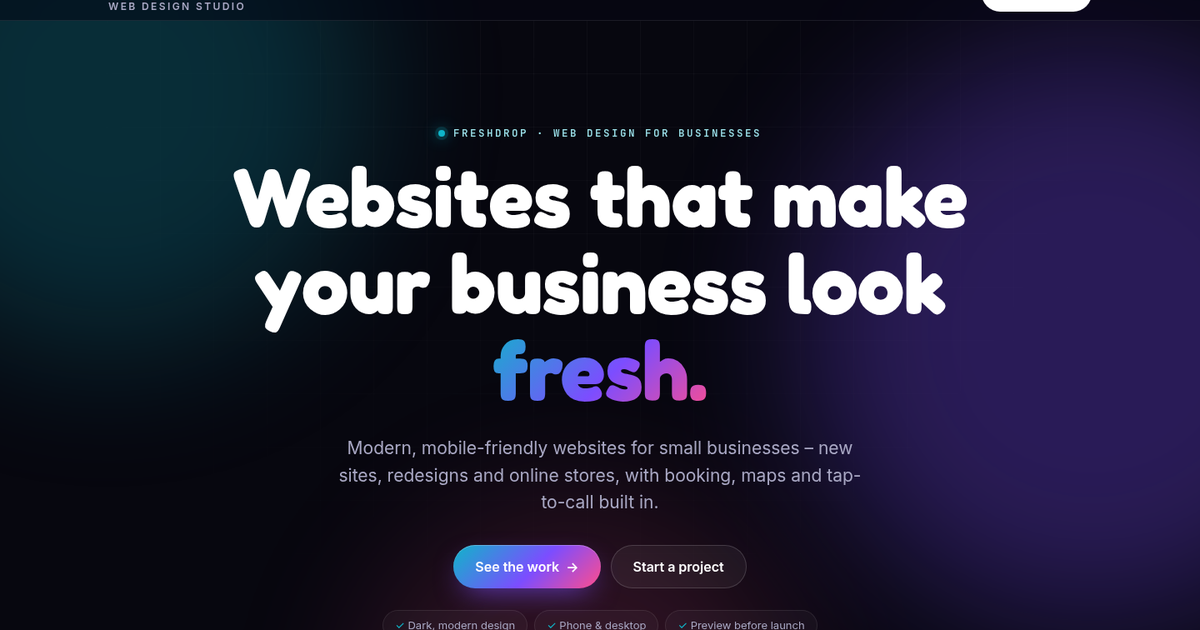 WEB DESIGN STUDIO
FRESHDROP · WEB DESIGN FOR BUSINESSES
Websites that make
your business look
fresh.
Modern, mobile-friendly websites for small businesses – new
sites, redesigns and online stores, with booking, maps and tap-
to-call built in.
See the work →
Start a project
✓ Dark, modern design
✓ Phone & desktop
✓ Preview before launch